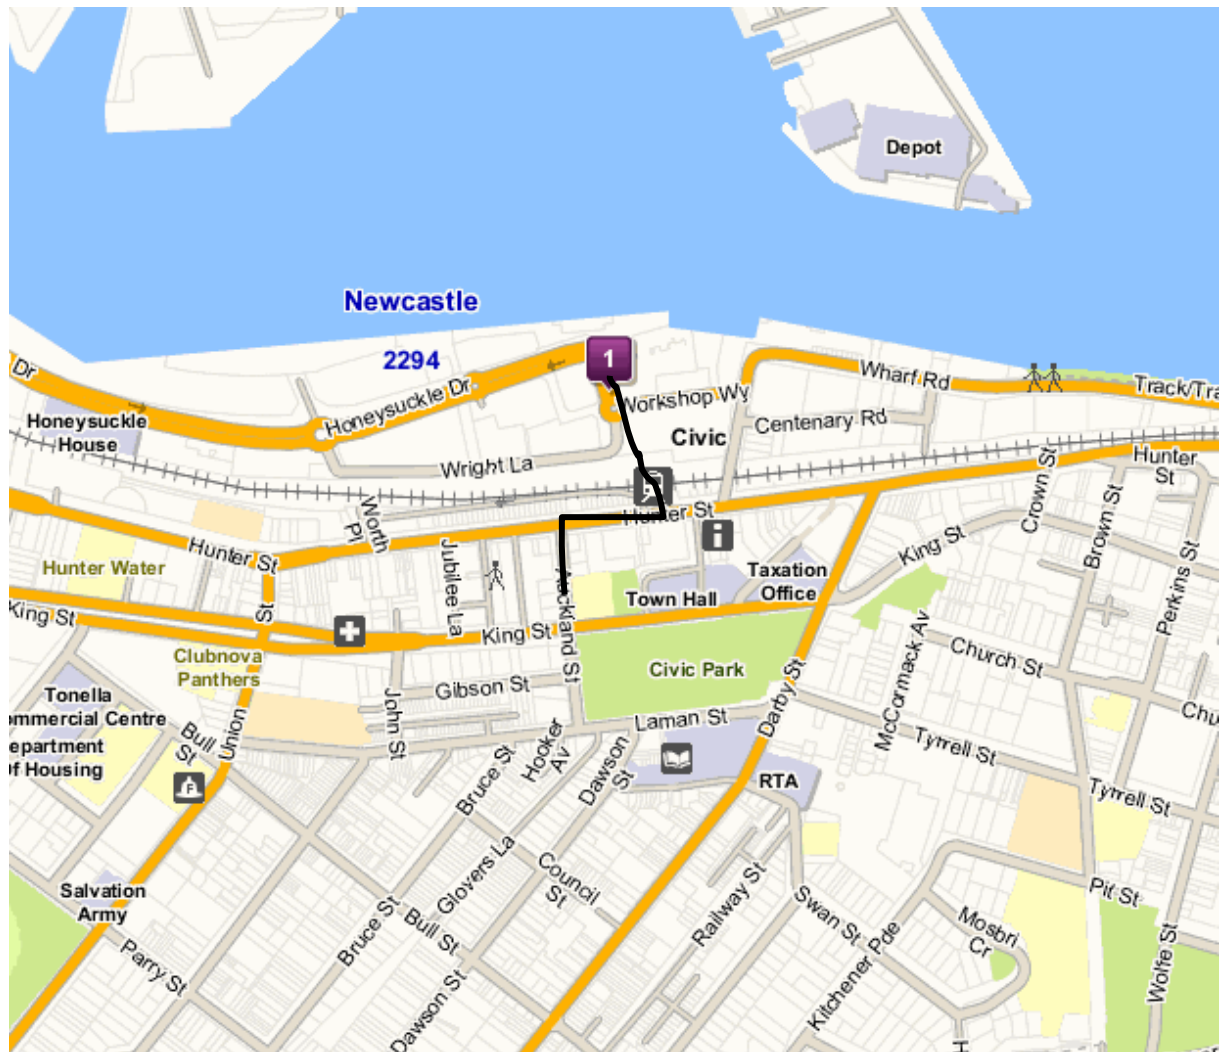 Depot
Newcastle
2294
1
Dr
Honeysuckle Dr
Wharf Rd
Workshop Wy
Honeysuckle
House
Centenary Rd
Civic
Wright La
Hunter
St
Crown St
Brown St
Worth
Pl
Hunter St
Hunter St
King St
Perkins St
Hunter Water
Jubilee La
Auckland St
Taxation
Office
Town Hall
King St
St
King St
Clubnova
Panthers
Civic Park
McCormack Av
Church St
Gibson St
Tonella
ommercial Centre
epartment
Of Housing
John St
Laman St
Darby St
Chu
Union
Bull
St
Hooker
Av
Dawson
St
Bruce St
Tyrrell St
F
RTA
Tyrrell St
Glovers La
Council
St
Railway St
Swan St
Pit St
Salvation
Army
Bruce St
Bull St
Mosbri
Cr
Kitchener Pde
Wolfe St
Parry St
Dawson St
H